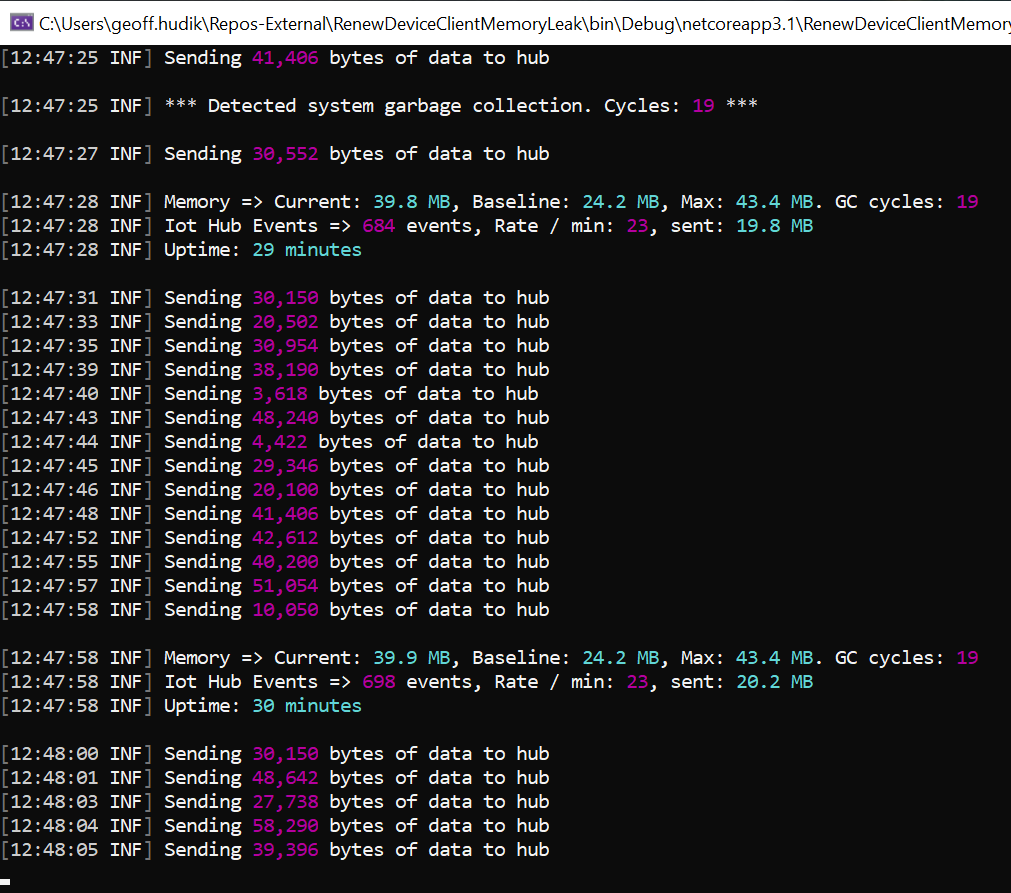 C:\Users\geoff.hudik\Repos-External\RenewDeviceClientMemoryLeak\bin\Debug\netcoreapp3.1\RenewDeviceClientMemory
[12:47:25 INF] Sending 41,406 bytes of data to hub
[12:47:25 INF] *** Detected system garbage collection. Cycles: 19 ***
[12:47:27 INF] Sending 30,552 bytes of data to hub
[12:47:28 INF] Memory => Current: 39.8 MB, Baseline: 24.2 MB, Max: 43.4 MB. GC cycles: 19
[12:47:28 INF] Iot Hub Events => 684 events, Rate / min: 23, sent: 19.8 MB
[12:47:28 INF] Uptime: 29 minutes
[12:47:31 INF] Sending 30,150 bytes of data to hub
[12:47:33 INF] Sending 20,502 bytes of data to hub
[12:47:35 INF] Sending 30,954 bytes of data to hub
[12:47:39 INF] Sending 38,190 bytes of data to hub
[12:47:40 INF] Sending 3,618 bytes of data to hub
[12:47:43 INF] Sending 48,240 bytes of data to hub
[12:47:44 INF] Sending 4,422 bytes of data to hub
[12:47:45 INF] Sending 29,346 bytes of data to hub
[12:47:46 INF] Sending 20,100 bytes of data to hub
[12:47:48 INF] Sending 41,406 bytes of data to hub
[12:47:52 INF] Sending 42,612 bytes of data to hub
[12:47:55 INF] Sending 40,200 bytes of data to hub
[12:47:57 INF] Sending 51,054 bytes of data to hub
[12:47:58 INF] Sending 10,050 bytes of data to hub
[12:47:58 INF] Memory => Current: 39.9 MB, Baseline: 24.2 MB, Max: 43.4 MB. GC cycles: 19
[12:47:58 INF] Iot Hub Events => 698 events, Rate / min: 23, sent: 20.2 MB
[12:47:58 INF] Uptime: 30 minutes
[12:48:00 INF] Sending 30,150 bytes of data to hub
[12:48:01 INF] Sending 48,642 bytes of data to hub
[12:48:03 INF] Sending 27,738 bytes of data to hub
[12:48:04 INF] Sending 58,290 bytes of data to hub
[12:48:05 INF] Sending 39,396 bytes of data to hub